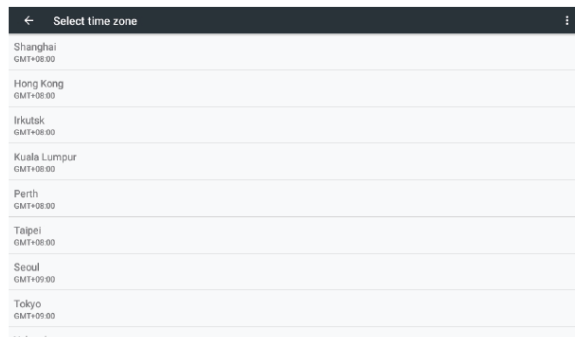 Select time zone
Shanghai
GMT+08:00
Hong Kong
GMT+08:00
Irkutsk
GMT+08:00
Kuala Lumpur
GMT+08:00
Perth
GMT+08:00
Taipei
GMT+08:00
Seoul
GMT+09:00
Tokyo
GMT+09:00